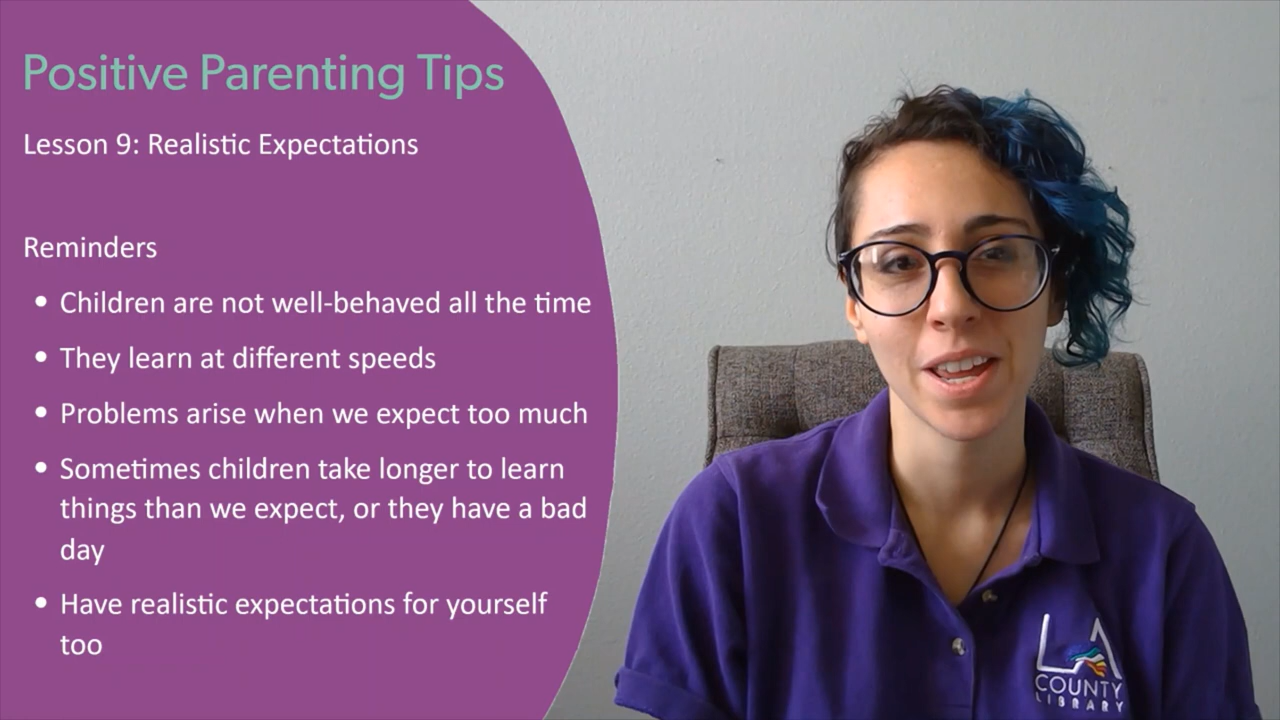 Positive Parenting Tips
Lesson 9: Realistic Expectations
Reminders
• Children are not well-behaved all the time
• They learn at different speeds
• Problems arise when we expect too much
• Sometimes children take longer to learn
things than we expect, or they have a bad
day
• Have realistic expectations for yourself
too
LA
COUNTY
LIBRARY